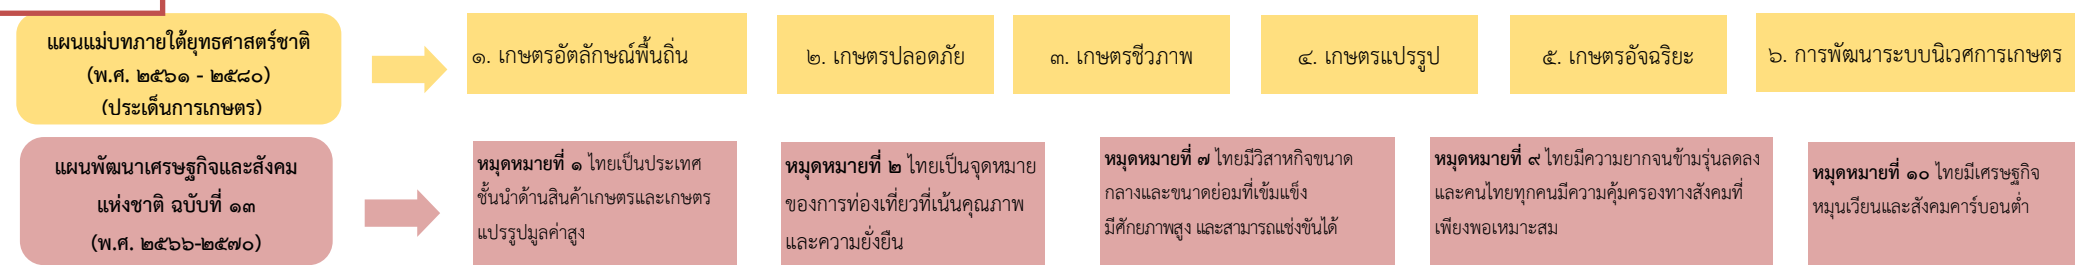 แผนแม่บทภายใต้ยุทธศาสตร์ชาติ
(พ.ศ. ๒๕๖๑ - ๒๕๘๐)
(ประเด็นการเกษตร)
๑. เกษตรอัตลักษณ์พื้นถิ่น
๒. เกษตรปลอดภัย
๓. เกษตรชีวภาพ
๔. เกษตรแปรรูป
๕. เกษตรอัจฉริยะ
๖. การพัฒนาระบบนิเวศการเกษตร
แผนพัฒนาเศรษฐกิจและสังคม
แห่งชาติ ฉบับที่ ๑๓
(พ.ศ. ๒๕๖๖-๒๕๗๐)
หมุดหมายที่ ๑ ไทยเป็นประเทศ
ชั้นนำด้านสินค้าเกษตรและเกษตร
แปรรูปมูลค่าสูง
หมุดหมายที่ ๒ ไทยเป็นจุดหมาย
ของการท่องเที่ยวที่เน้นคุณภาพ
และความยั่งยืน
หมุดหมายที่ ๗ ไทยมีวิสาหกิจขนาด
กลางและขนาดย่อมที่เข้มแข็ง
มีศักยภาพสูง และสามารถแข่งขันได้
หมุดหมายที่ ๙ ไทยมีความยากจนข้ามรุ่นลดลง
และคนไทยทุกคนมีความคุ้มครองทางสังคมที่
เพียงพอเหมาะสม
หมุดหมายที่ ๑๐ ไทยมีเศรษฐกิจ
หมุนเวียนและสังคมคาร์บอนต่ำ